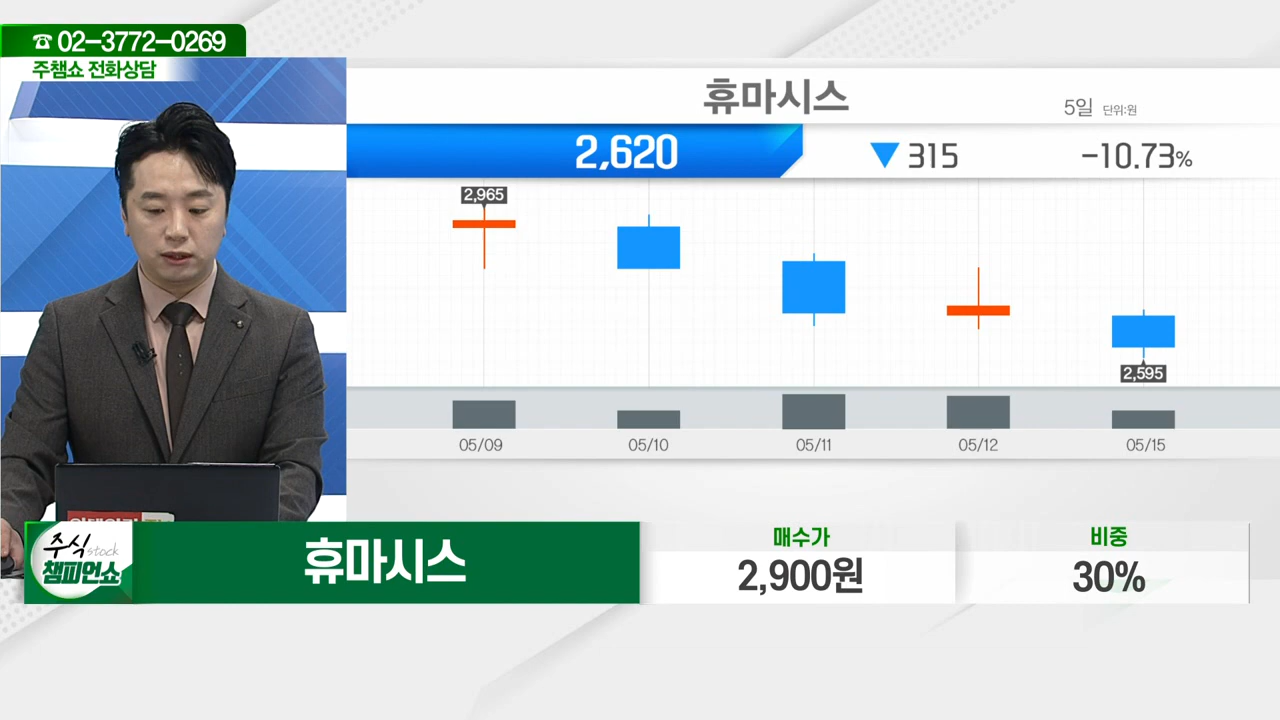 ☎ 02-3772-0269
주챔쇼 전화상담
휴마시스
5일 단위:원
2,620 ▼ 315 -10.73%
2,965
2,595
05/09 05/10 05/11 05/12 05/15
주식 stock
챔피언쇼
휴마시스
매수가
2,900원
비중
30%